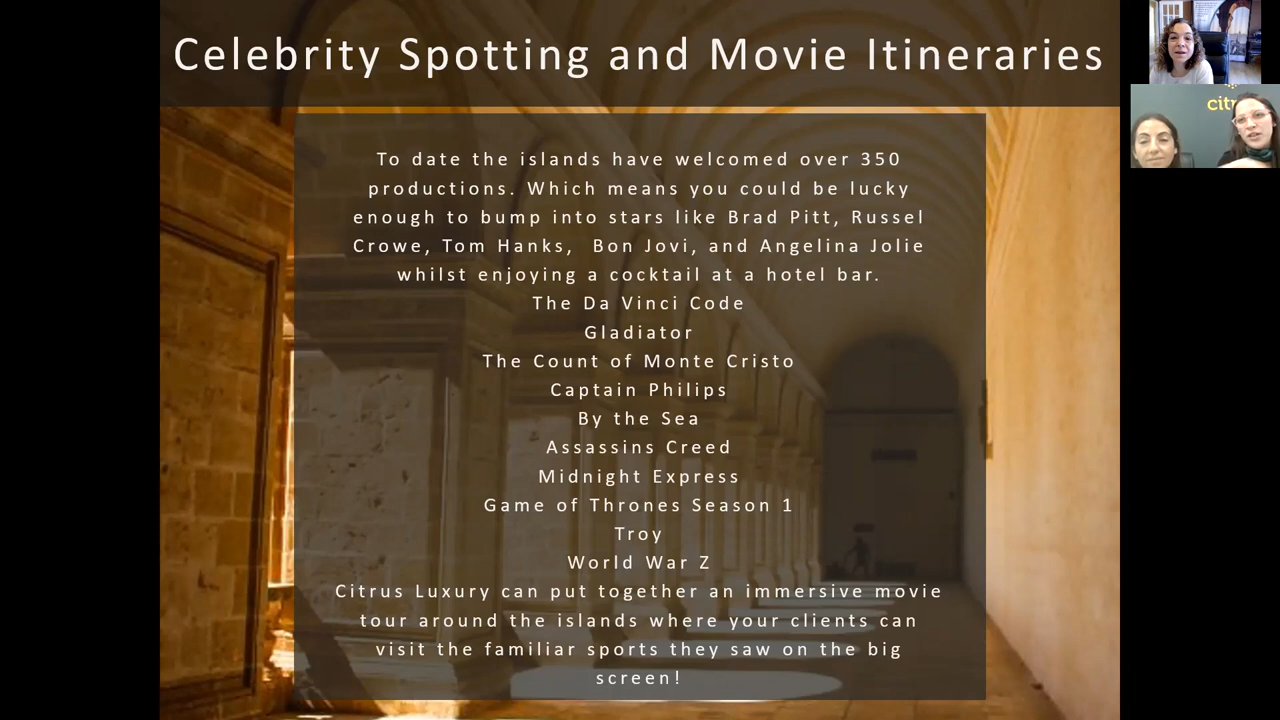 Celebrity Spotting and Movie Itineraries
To date the islands have welcomed over 350
productions. Which means you could be lucky
enough to bump into stars like Brad Pitt, Russel
Crowe, Tom Hanks,  Bon Jovi, and Angelina Jolie
whilst enjoying a cocktail at a hotel bar.
The Da Vinci Code
Gladiator
The Count of Monte Cristo
Captain Philips
By the Sea
Assassins Creed
Midnight Express
Game of Thrones Season 1
Troy
World War Z
Citrus Luxury can put together an immersive movie
tour around the islands where your clients can
visit the familiar sports they saw on the big
screen!